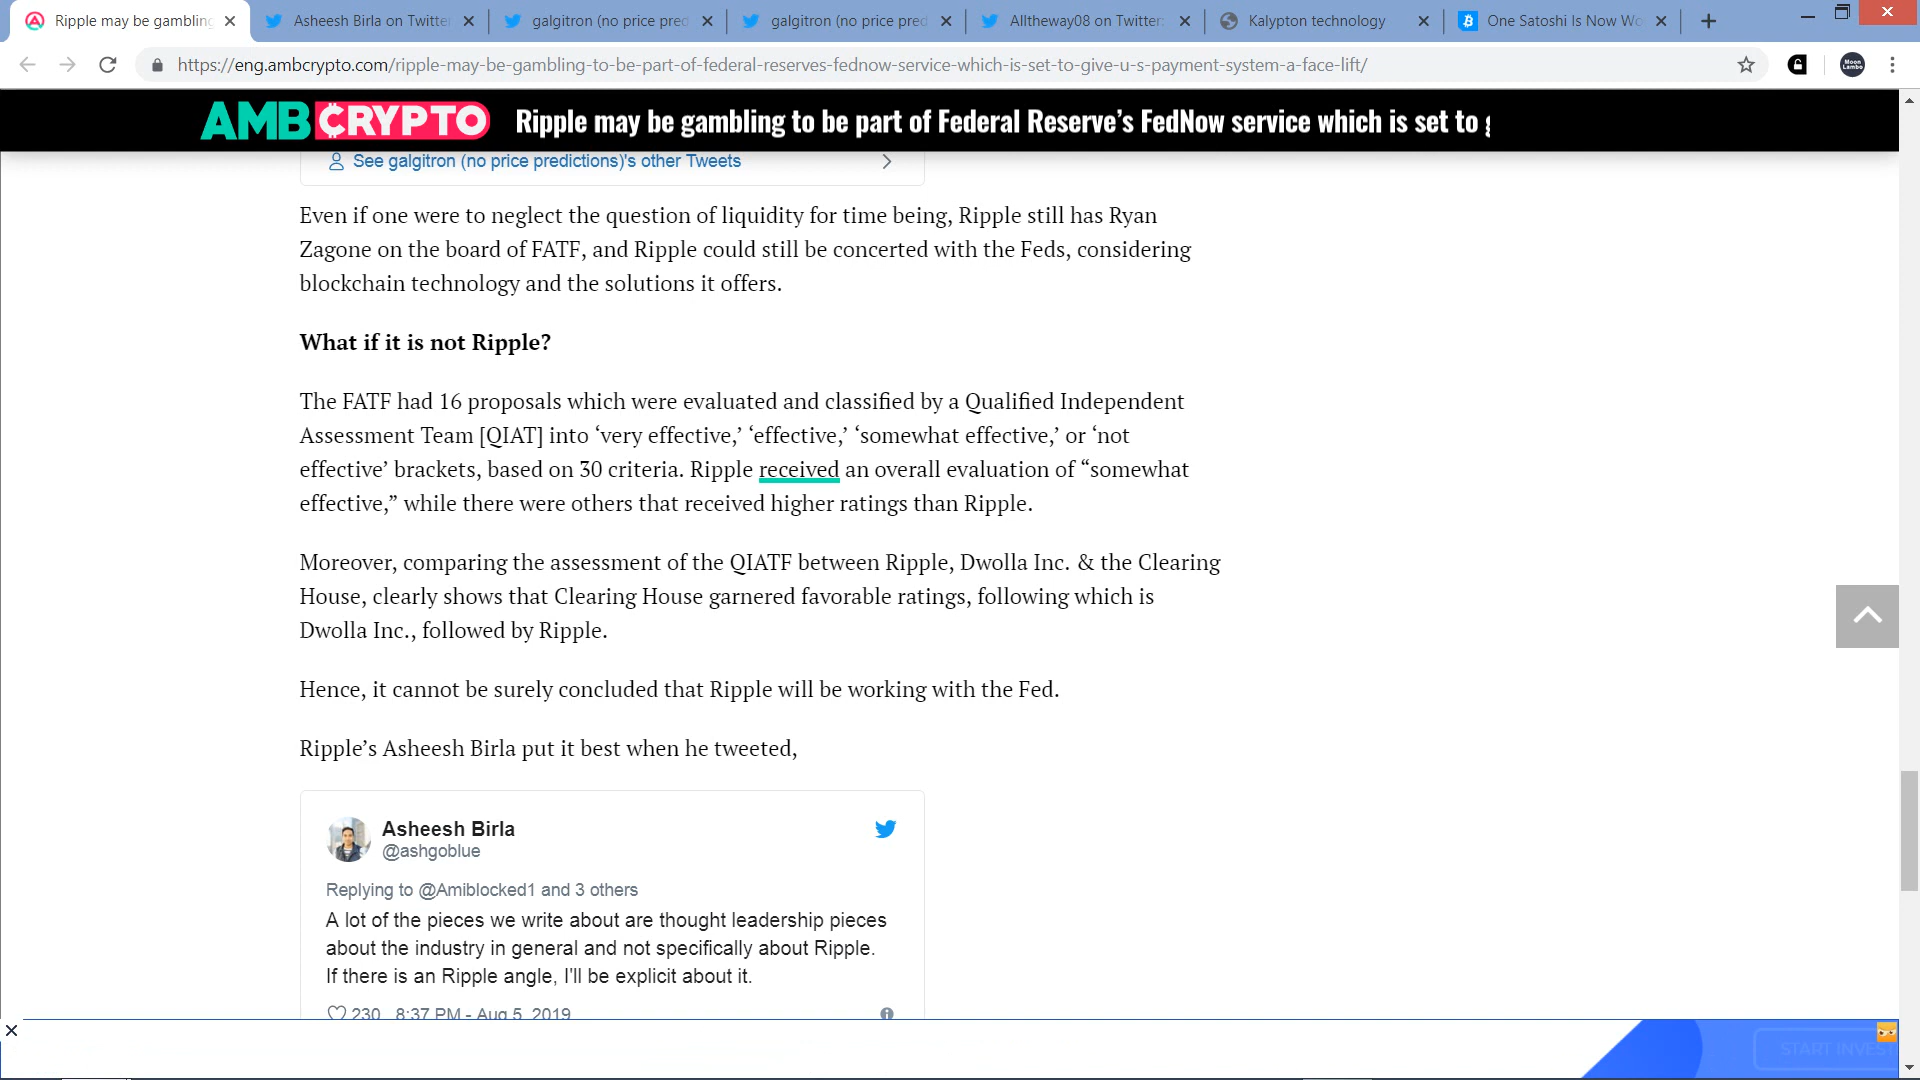 Ripple may be gambling
Asheesh Birla on Twitter
galgitron (no price pred
galgitron (no price pred
Alltheway08 on Twitter:
Kalypton technology
One Satoshi Is Now Wo
https://eng.ambcrypto.com/ripple-may-be-gambling-to-be-part-of-federal-reserves-fednow-service-which-is-set-to-give-u-s-payment-system-a-face-lift/
Moon Lambo
AMBCRYPTO
Ripple may be gambling to be part of Federal Reserve’s FedNow service which is set to
See galgitron (no price predictions)'s other Tweets
Even if one were to neglect the question of liquidity for time being, Ripple still has Ryan
Zagone on the board of FATF, and Ripple could still be concerted with the Feds, considering
blockchain technology and the solutions it offers.
What if it is not Ripple?
The FATF had 16 proposals which were evaluated and classified by a Qualified Independent
Assessment Team [QIAT] into ‘very effective,’ ‘effective,’ ‘somewhat effective,’ or ‘not
effective’ brackets, based on 30 criteria. Ripple received an overall evaluation of “somewhat
effective,” while there were others that received higher ratings than Ripple.
Moreover, comparing the assessment of the QIATF between Ripple, Dwolla Inc. & the Clearing
House, clearly shows that Clearing House garnered favorable ratings, following which is
Dwolla Inc., followed by Ripple.
Hence, it cannot be surely concluded that Ripple will be working with the Fed.
Ripple’s Asheesh Birla put it best when he tweeted,
Asheesh Birla
@ashgoblue
Replying to @Amiblocked1 and 3 others
A lot of the pieces we write about are thought leadership pieces
about the industry in general and not specifically about Ripple.
If there is an Ripple angle, I'll be explicit about it.
230 8:37 PM - Aug 5, 2019
START INVEST